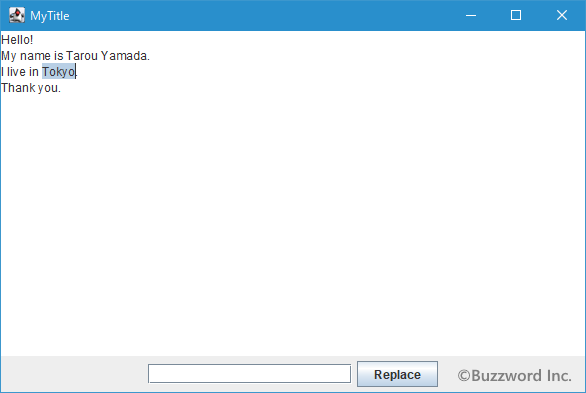 MyTitle
Hello!
My name is Tarou Yamada.
I live in Tokyo.
Thank you.
Replace
©Buzzword Inc.